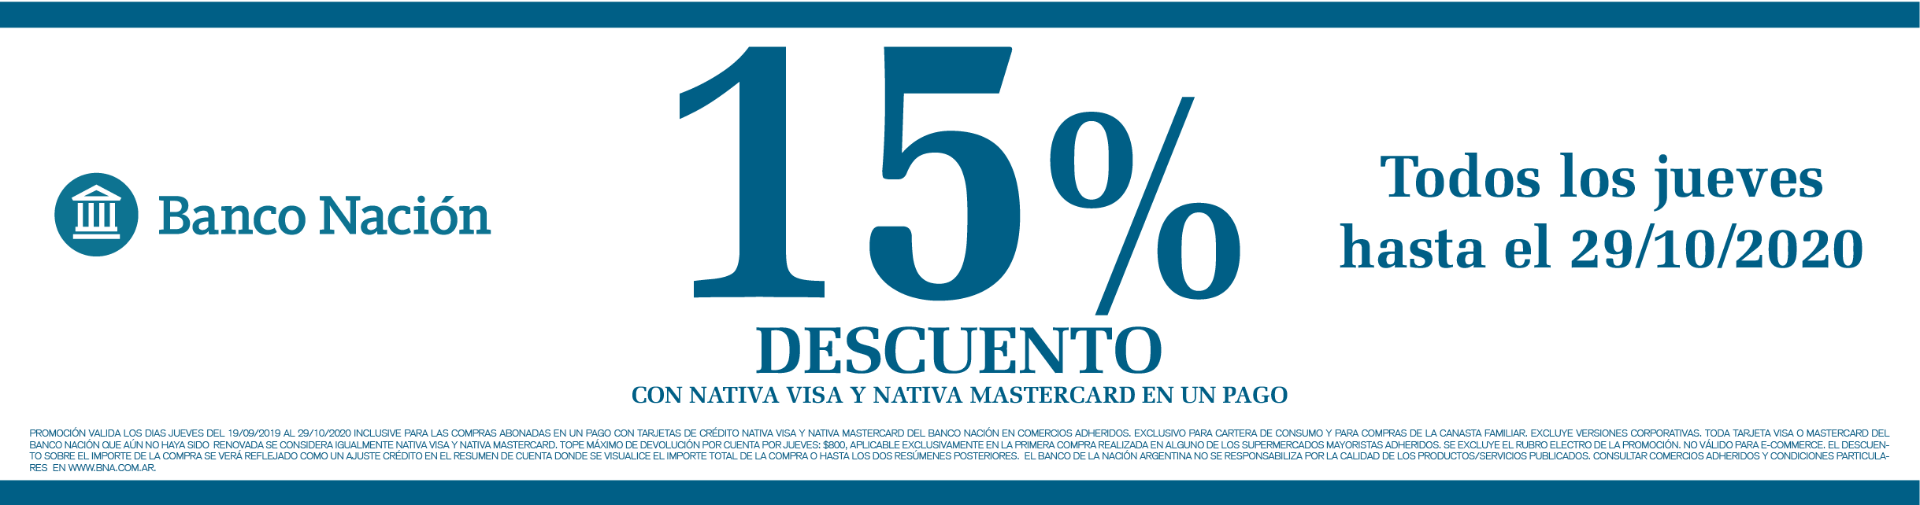 15%
Banco Nación
Todos los jueves
hasta el 29/10/2020
DESCUENTO
CON NATIVA VISA Y NATIVA MASTERCARD EN UN PAGO
PROMOCIÓN VALIDA LOS DIAS JUEVES DEL 19/09/2019 AL 29/10/2020 INCLUSIVE PARA LAS COMPRAS ABONADAS EN UN PAGO CON TARJETAS DE CRÉDITO NATIVA VISA Y NATIVA MASTERCARD DEL BANCO NACIÓN EN COMERCIOS ADHERIDOS. EXCLUSIVO PARA CARTERA DE CONSUMO Y PARA COMPRAS DE LA CANASTA FAMILIAR. EXCLUYE VERSIONES CORPORATIVAS. TODA TARJETA VISA O MASTERCARD DEL
BANCO NACIÓN QUE AÚN NO HAYA SIDO RENOVADA SE CONSIDERA IGUALMENTE NATIVA VISA Y NATIVA MASTERCARD. TOPE MÁXIMO DE DEVOLUCIÓN POR CUENTA POR JUEVES: $800, APLICABLE EXCLUSIVAMENTE EN LA PRIMERA COMPRA REALIZADA EN ALGUNO DE LOS SUPERMERCADOS MAYORISTAS ADHERIDOS. SE EXCLUYE EL RUBRO ELECTRO DE LA PROMOCIÓN. NO VÁLIDO PARA E-COMMERCE. EL DESCUEN-
TO SOBRE EL IMPORTE DE LA COMPRA SE VERÁ REFLEJADO COMO UN AJUSTE CRÉDITO EN EL RESUMEN DE CUENTA DONDE SE VISUALICE EL IMPORTE TOTAL DE LA COMPRA O HASTA LOS DOS RESÚMENES POSTERIORES. EL BANCO DE LA NACIÓN ARGENTINA NO SE RESPONSABILIZA POR LA CALIDAD DE LOS PRODUCTOS/SERVICIOS PUBLICADOS. CONSULTAR COMERCIOS ADHERIDOS Y CONDICIONES PARTICULA-
RES EN WWW.BNA.COM.AR.